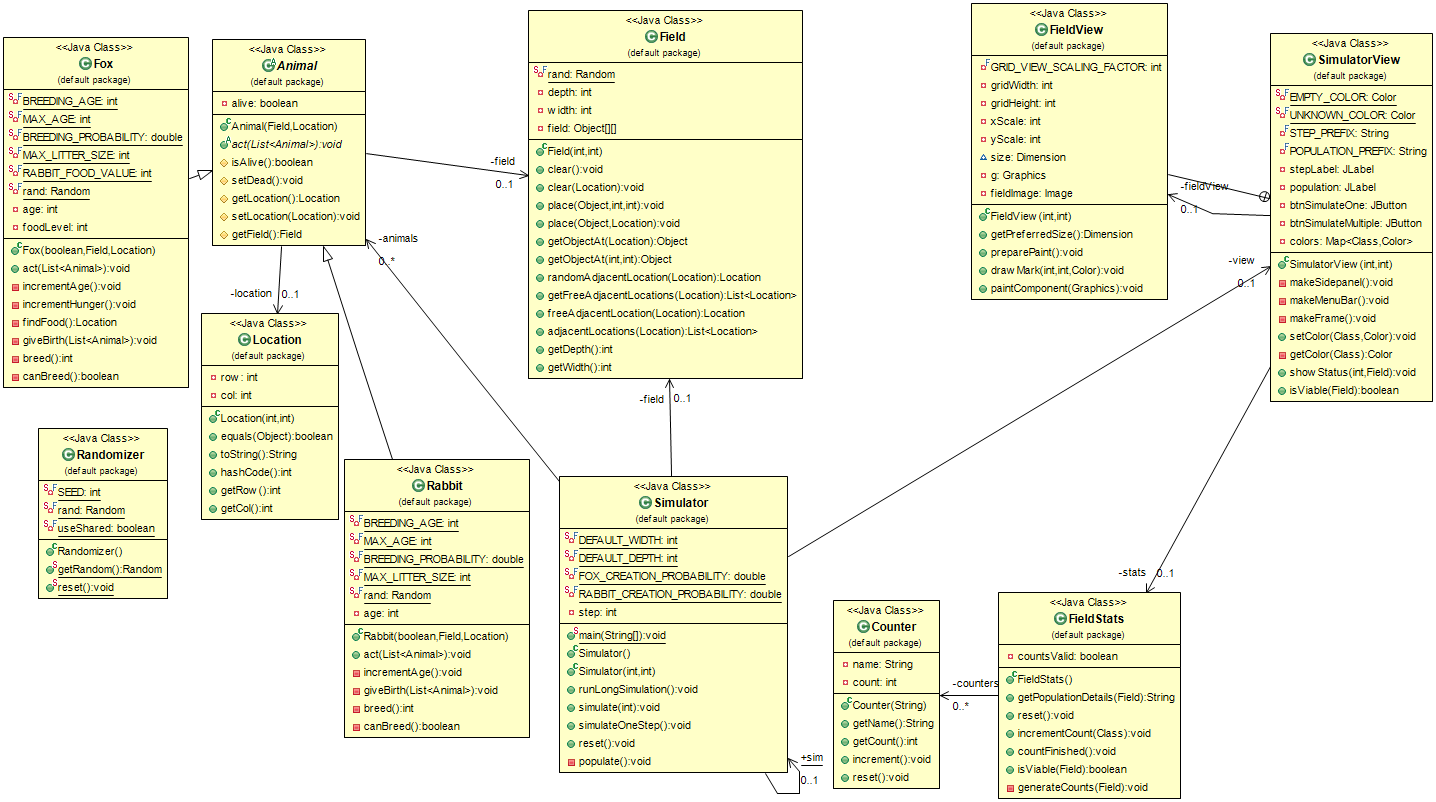 <<Java Class>>
Fox
(default package)
BREEDING_AGE: int
MAX_AGE: int
BREEDING_PROBABILITY: double
MAX_LITTER_SIZE: int
RABBIT_FOOD_VALUE: int
rand: Random
age: int
foodLevel: int
Fox(boolean,Field,Location)
act(List<Animal>):void
incrementAge():void
incrementHunger():void
findFood():Location
giveBirth(List<Animal>):void
breed():int
canBreed():boolean
<<Java Class>>
Animal
(default package)
alive: boolean
Animal(Field,Location)
act(List<Animal>):void
isAlive():boolean
setDead():void
getLocation():Location
setLocation(Location):void
getField():Field
-field
0..1
-animals
0..*
-location
0..1
<<Java Class>>
Field
(default package)
rand: Random
depth: int
width: int
field: Object[][]
Field(int,int)
clear():void
clear(Location):void
place(Object,int,int):void
place(Object,Location):void
getObjectAt(Location):Object
getObjectAt(int,int):Object
randomAdjacentLocation(Location):Location
getFreeAdjacentLocations(Location):List<Location>
freeAdjacentLocation(Location):Location
adjacentLocations(Location):List<Location>
getDepth():int
getWidth():int
-field
0..1
<<Java Class>>
FieldView
(default package)
GRID_VIEW_SCALING_FACTOR: int
gridWidth: int
gridHeight: int
xScale: int
yScale: int
size: Dimension
g: Graphics
fieldImage: Image
FieldView(int,int)
getPreferredSize():Dimension
preparePaint():void
drawMark(int,int,Color):void
paintComponent(Graphics):void
-fieldView
0..1
<<Java Class>>
SimulatorView
(default package)
EMPTY_COLOR: Color
UNKNOWN_COLOR: Color
STEP_PREFIX: String
POPULATION_PREFIX: String
stepLabel: JLabel
population: JLabel
btnSimulateOne: JButton
btnSimulateMultiple: JButton
colors: Map<Class,Color>
SimulatorView(int,int)
makeSidepanel():void
makeMenuBar():void
makeFrame():void
setColor(Class,Color):void
getColor(Class):Color
showStatus(int,Field):void
isViable(Field):boolean
-view
0..1
<<Java Class>>
Location
(default package)
row: int
col: int
Location(int,int)
equals(Object):boolean
toString():String
hashCode():int
getRow():int
getCol():int
<<Java Class>>
Randomizer
(default package)
SEED: int
rand: Random
useShared: boolean
Randomizer()
getRandom():Random
reset():void
<<Java Class>>
Rabbit
(default package)
BREEDING_AGE: int
MAX_AGE: int
BREEDING_PROBABILITY: double
MAX_LITTER_SIZE: int
rand: Random
age: int
Rabbit(boolean,Field,Location)
act(List<Animal>):void
incrementAge():void
giveBirth(List<Animal>):void
breed():int
canBreed():boolean
<<Java Class>>
Simulator
(default package)
DEFAULT_WIDTH: int
DEFAULT_DEPTH: int
FOX_CREATION_PROBABILITY: double
RABBIT_CREATION_PROBABILITY: double
step: int
main(String[]):void
Simulator()
Simulator(int,int)
runLongSimulation():void
simulate(int):void
simulateOneStep():void
reset():void
populate():void
+sim
0..1
<<Java Class>>
Counter
(default package)
name: String
count: int
Counter(String)
getName():String
getCount():int
increment():void
reset():void
-counters
0..*
-stats
0..1
<<Java Class>>
FieldStats
(default package)
countsValid: boolean
FieldStats()
getPopulationDetails(Field):String
reset():void
incrementCount(Class):void
countFinished():void
isViable(Field):boolean
generateCounts(Field):void